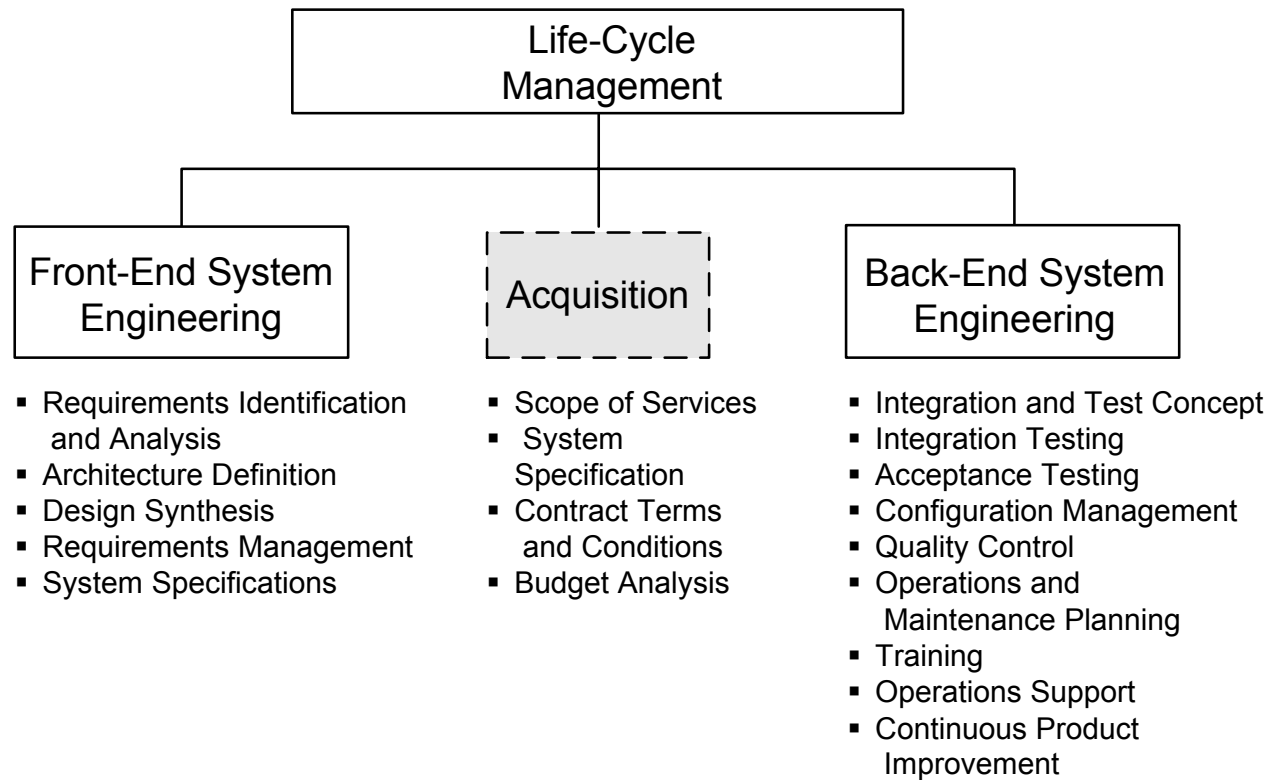 Life-Cycle
Management
Front-End System
Engineering
▪ Requirements Identification
and Analysis
▪ Architecture Definition
▪ Design Synthesis
▪ Requirements Management
▪ System Specifications
Acquisition
▪ Scope of Services
▪ System
Specification
▪ Contract Terms
and Conditions
▪ Budget Analysis
Back-End System
Engineering
▪ Integration and Test Concept
▪ Integration Testing
▪ Acceptance Testing
▪ Configuration Management
▪ Quality Control
▪ Operations and
Maintenance Planning
▪ Training
▪ Operations Support
▪ Continuous Product
Improvement